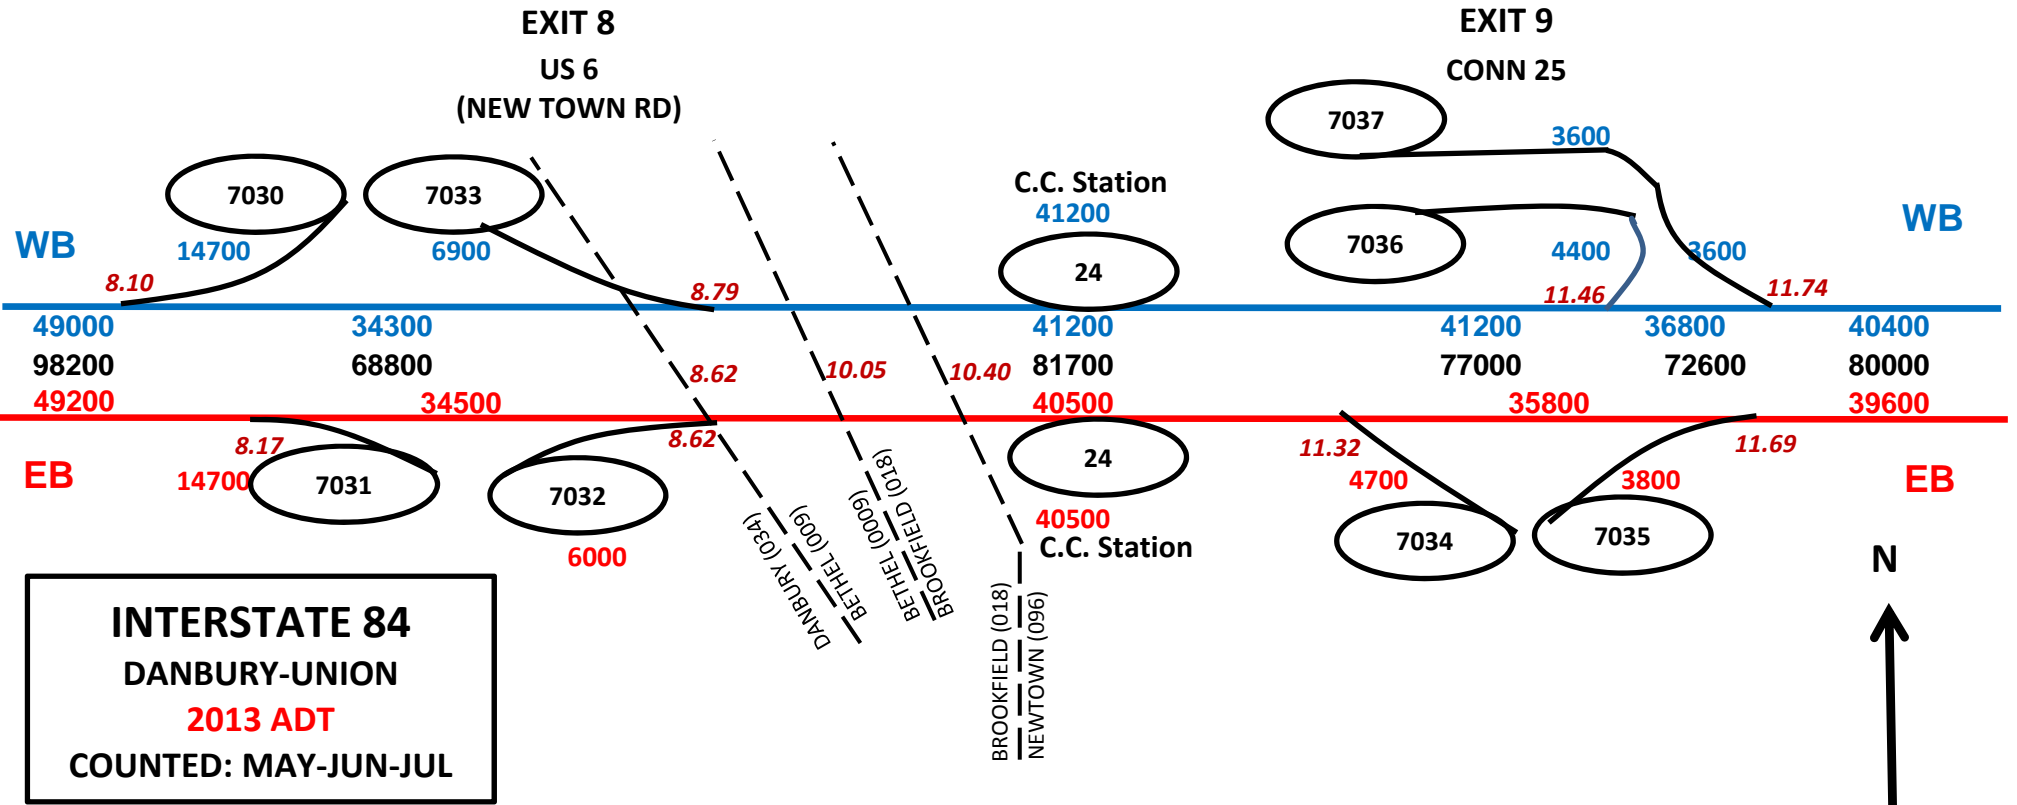 EXIT 8
US 6
(NEW TOWN RD)
EXIT 9
CONN 25
7037
3600
7030
7033
C.C. Station
41200
7036
WB
14700
6900
24
4400
3600
WB
8.10
8.79
11.46
11.74
49000
34300
41200
41200
36800
40400
98200
68800
8.62
10.05
10.40
81700
77000
72600
80000
49200
34500
40500
35800
39600
8.17
8.62
11.32
11.69
EB
14700
7031
7032
24
4700
3800
EB
6000
40500
C.C. Station
7034
7035
DANBURY (034)
BETHEL (009)
BETHEL (0009)
BROOKFIELD (018)
BROOKFIELD (018)
NEWTOWN (096)
N
INTERSTATE 84
DANBURY-UNION
2013 ADT
COUNTED: MAY-JUN-JUL